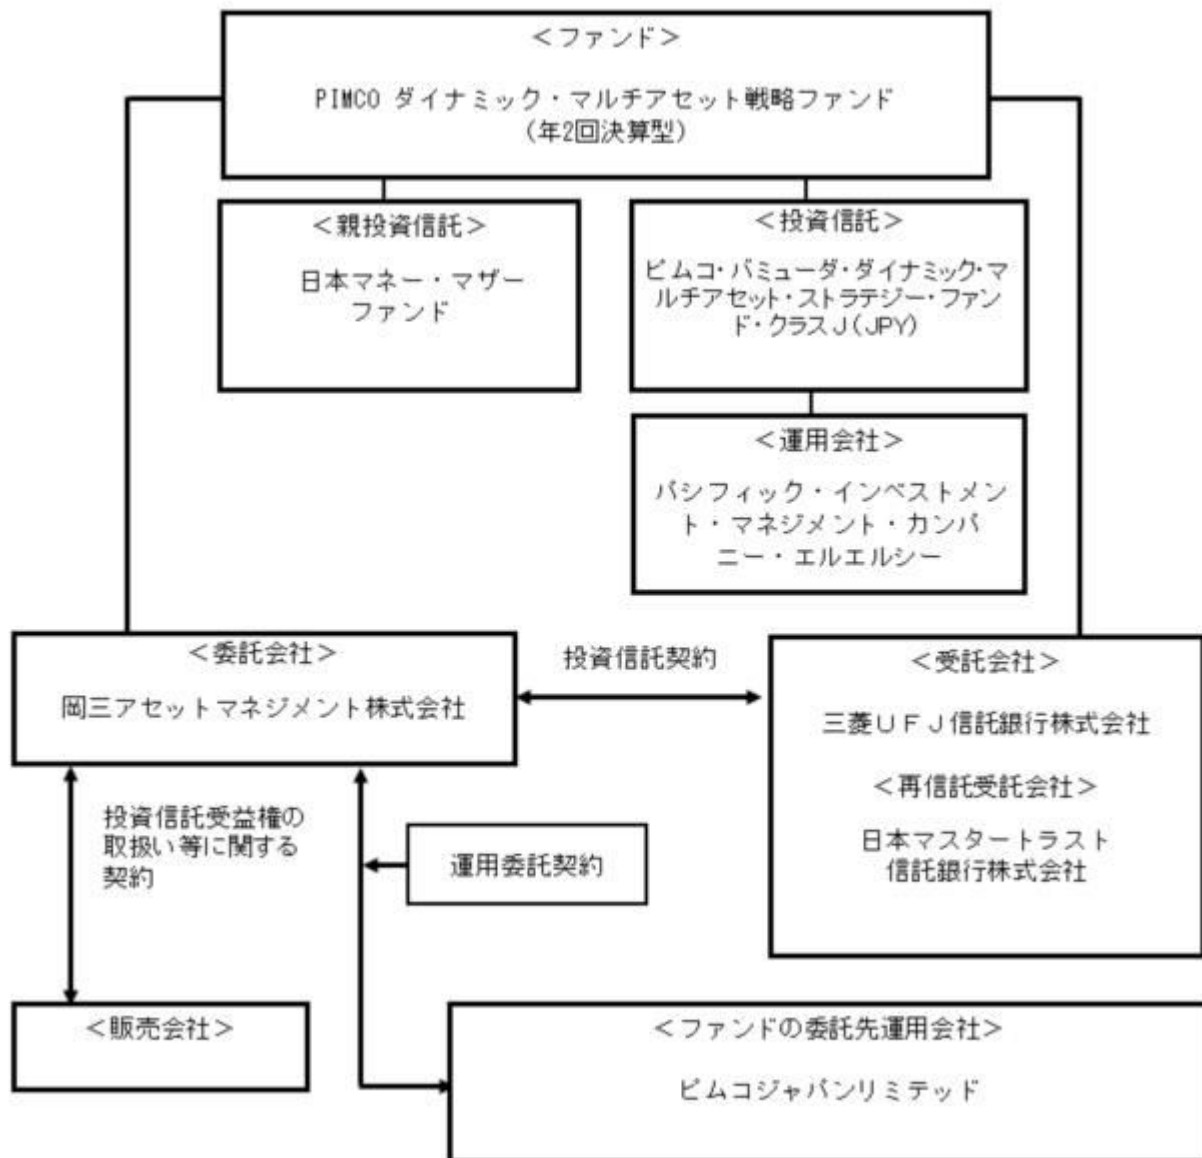 ＜ファンド＞
PIMCO ダイナミック・マルチアセット戦略ファンド
（年2回決算型）
＜親投資信託＞
日本マネー・マザー
ファンド
＜投資信託＞
ピムコ・バミューダ・ダイナミック・マ
ルチアセット・ストラテジー・ファン
ド・クラスＪ（JPY）
＜運用会社＞
パシフィック・インベストメン
ト・マネジメント・カンパ
ニー・エルエルシー
＜委託会社＞
岡三アセットマネジメント株式会社
投資信託契約
＜受託会社＞
三菱ＵＦＪ信託銀行株式会社
＜再信託受託会社＞
日本マスタートラスト
信託銀行株式会社
投資信託受益権の
取扱い等に関する
契約
運用委託契約
＜販売会社＞
＜ファンドの委託先運用会社＞
ピムコジャパンリミテッド